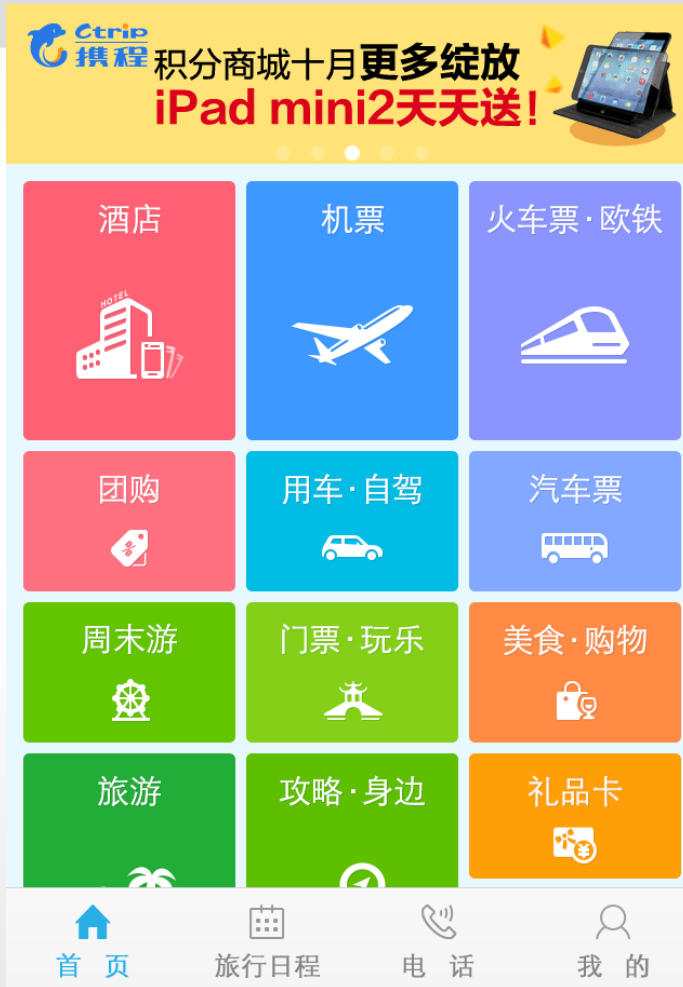 Ctrip
携程
积分商城十月更多绽放
iPad mini2天天送！
酒店
机票
火车票·欧铁
HOTEL
团购
用车·自驾
汽车票
%
周末游
门票·玩乐
美食·购物
旅游
攻略·身边
礼品卡
¥
首页
旅行日程
电话
我的